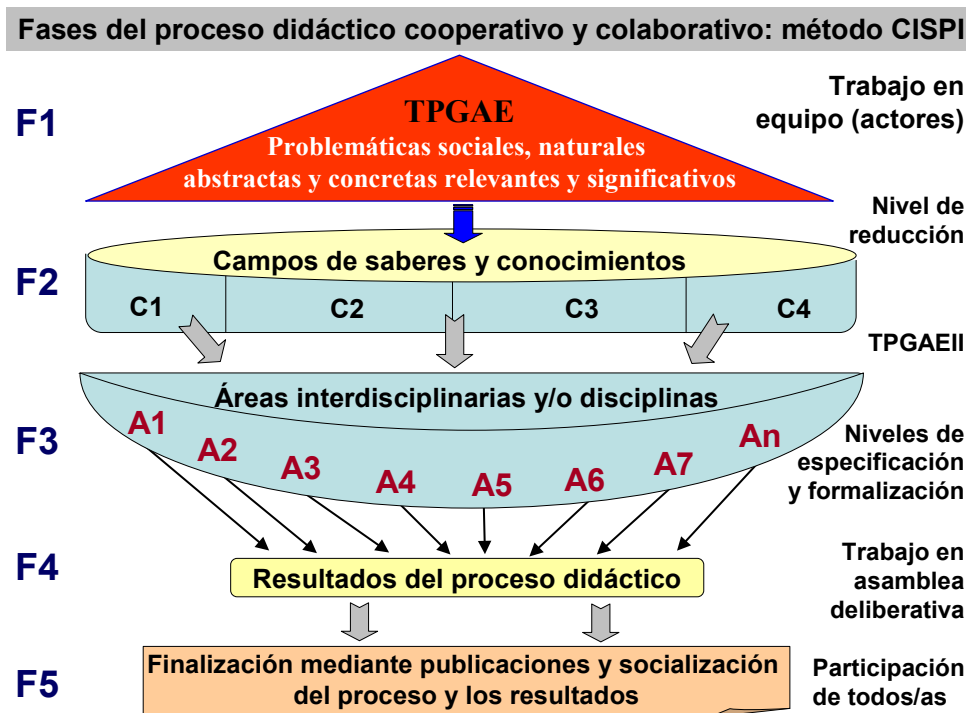 Fases del proceso didáctico cooperativo y colaborativo: método CISPI
F1
TPGAE
Problemáticas sociales, naturales
abstractas y concretas relevantes y significativos
Trabajo en
equipo (actores)
Nivel de
reducción
F2
Campos de saberes y conocimientos
C1
C2
C3
C4
TPGAEII
F3
Áreas interdisciplinarias y/o disciplinas
A1
A2
A3
A4
A5
A6
A7
An
Niveles de
especificación
y formalización
F4
Resultados del proceso didáctico
Trabajo en
asamblea
deliberativa
F5
Finalización mediante publicaciones y socialización
del proceso y los resultados
Participación
de todos/as